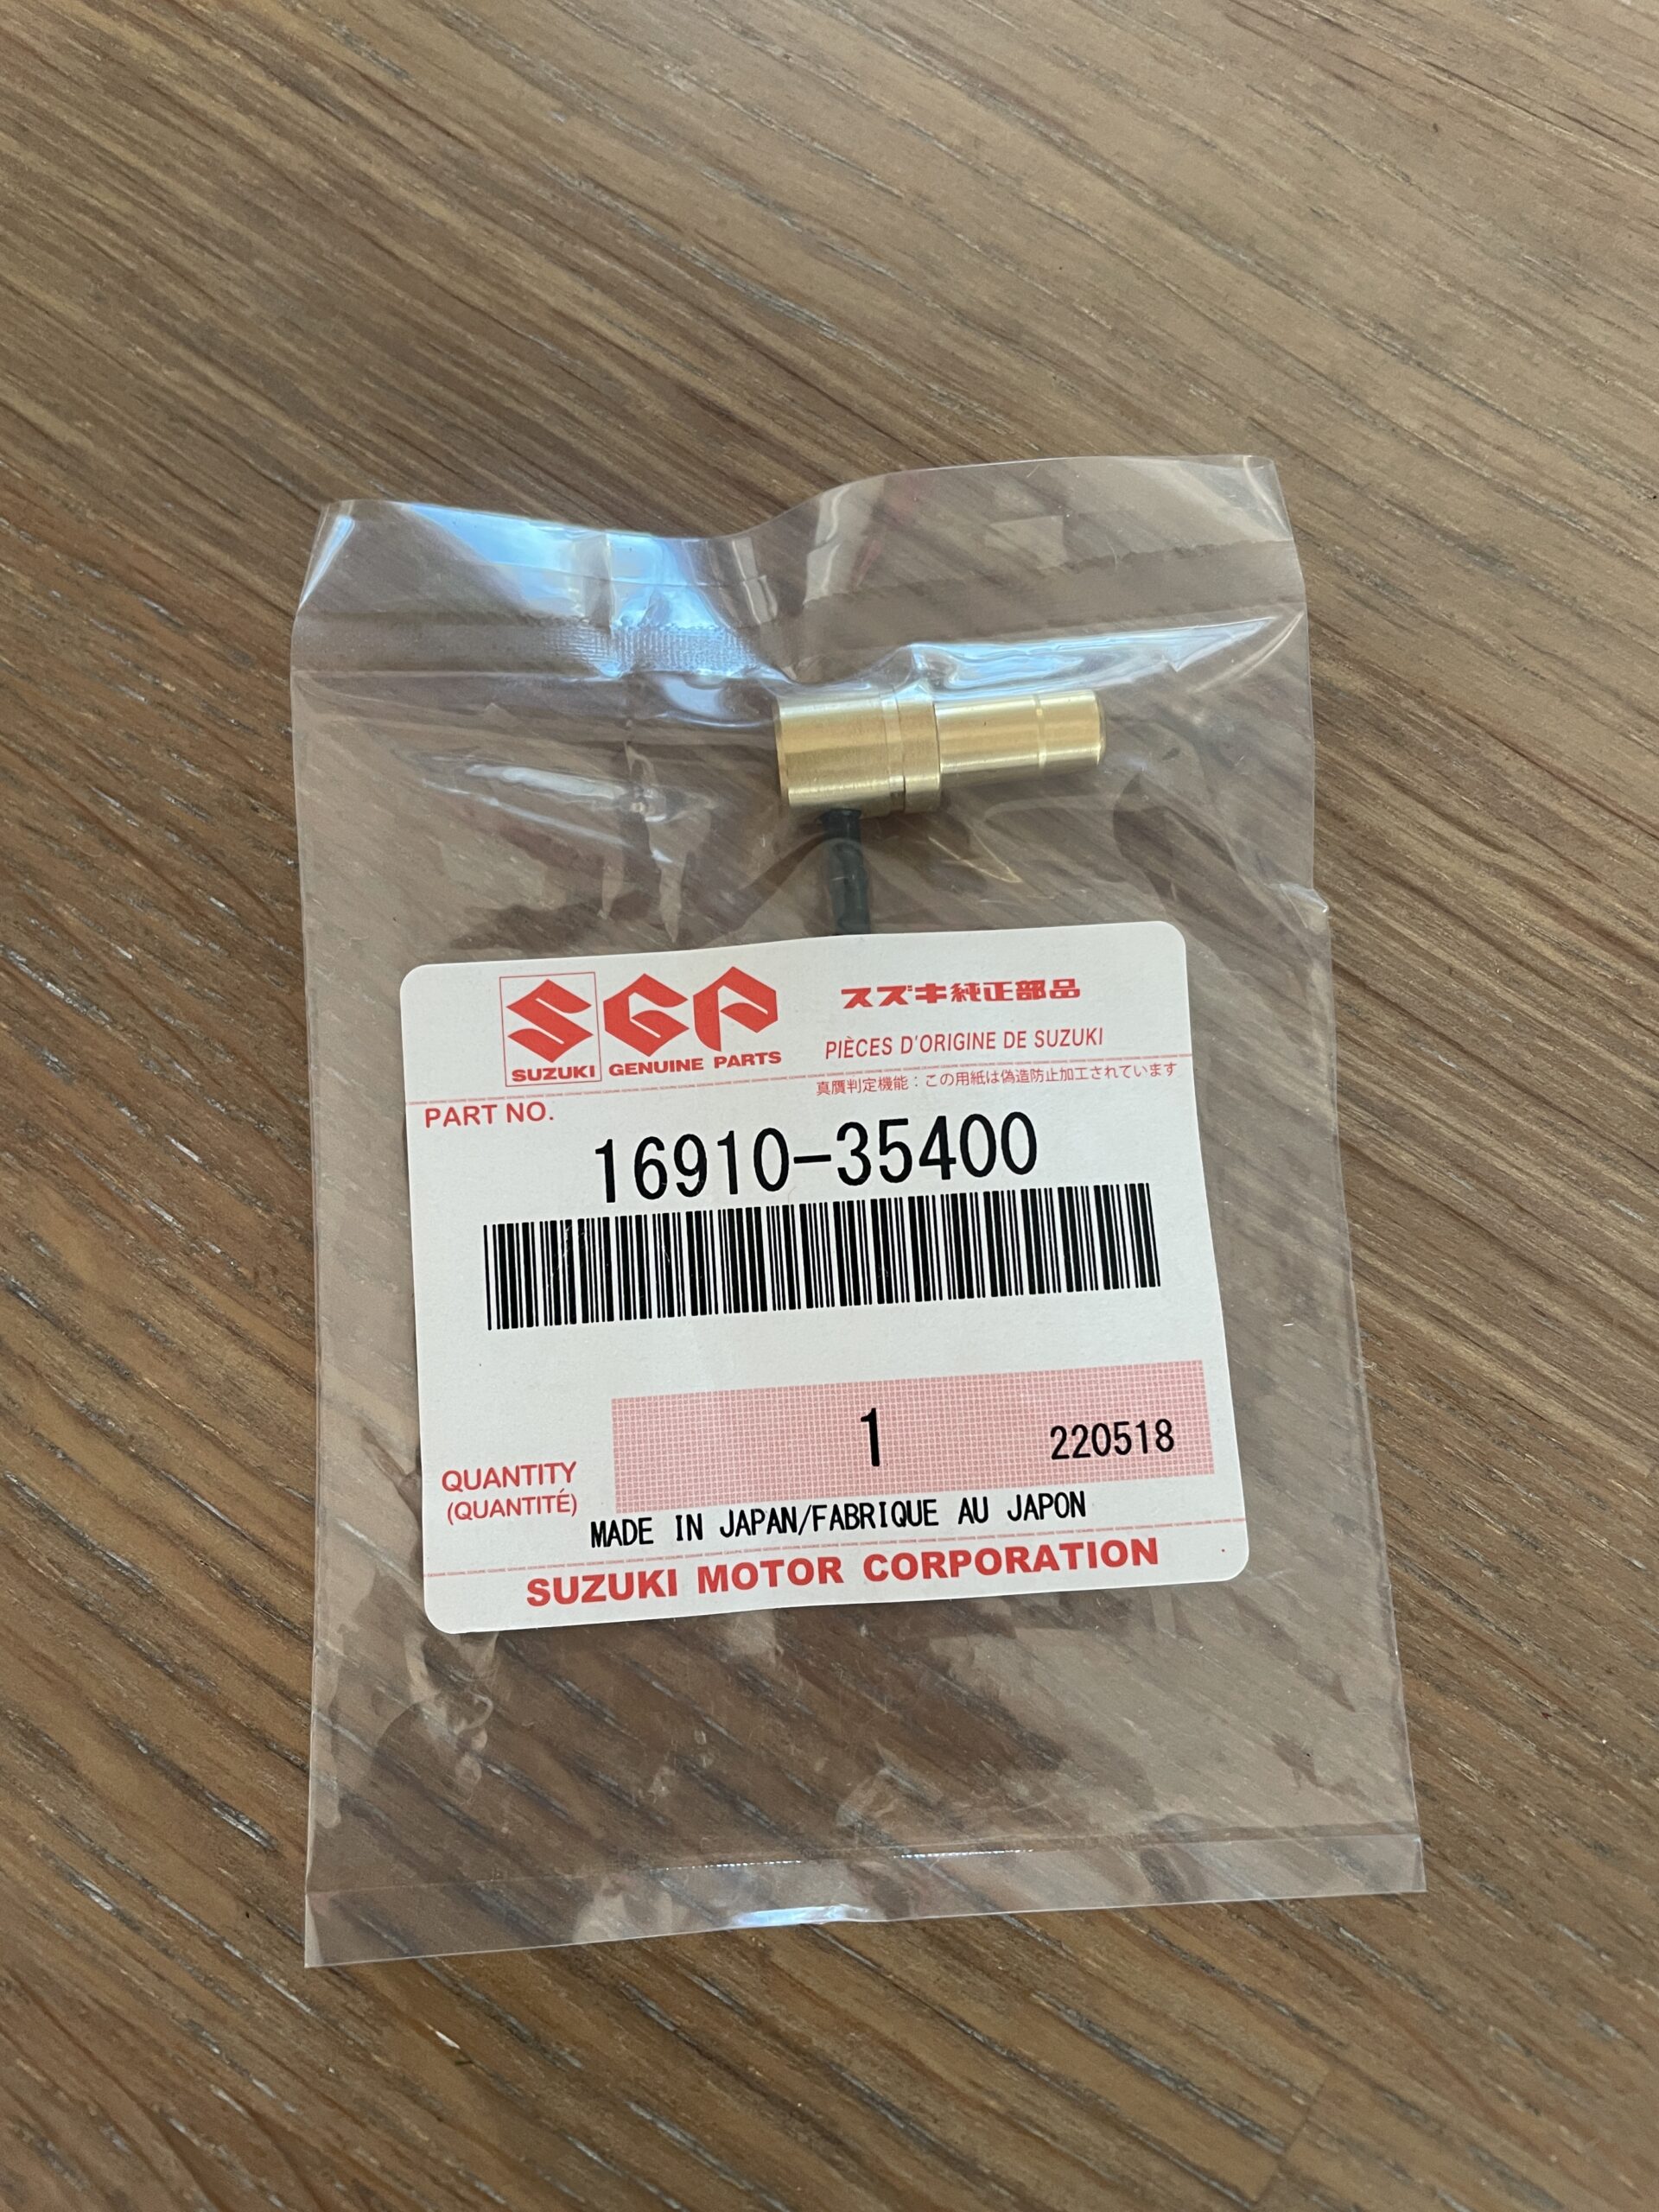 SGP
SUZUKI GENUINE PARTS
スズキ純正部品
PIÈCES D'ORIGINE DE SUZUKI
真贋判定機能：この用紙は偽造防止加工されています
PART NO.
16910-35400
1
220518
QUANTITY
(QUANTITÉ)
MADE IN JAPAN/FABRIQUE AU JAPON
SUZUKI MOTOR CORPORATION